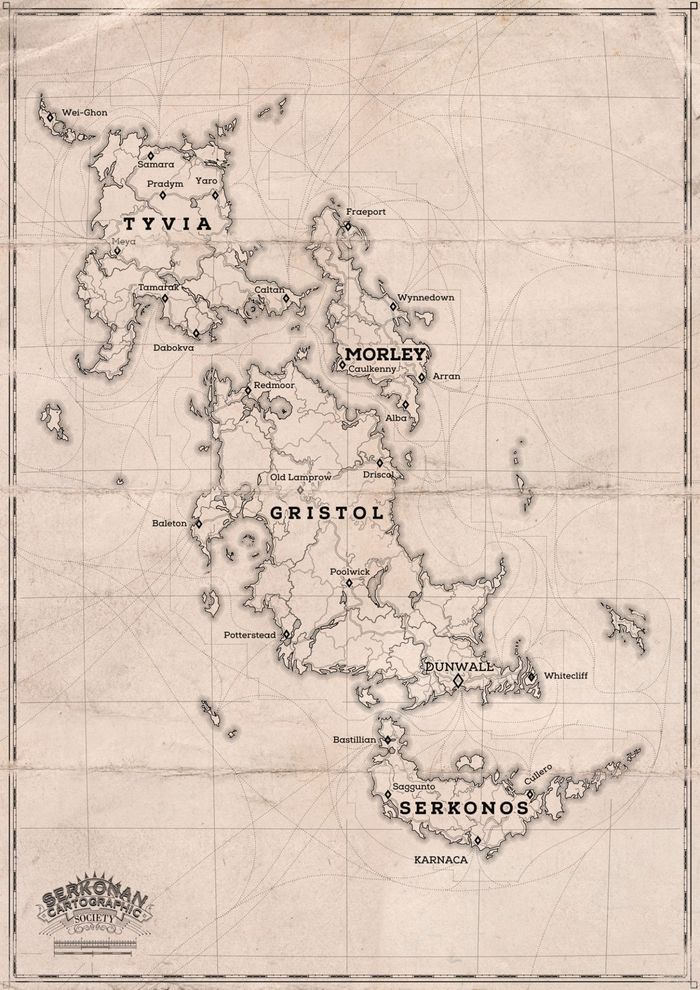 Wei-Ghon
Samara
Pradym
Yaro
TYVIA
Meya
Tamarak
Caltan
Dabokva
Fraeport
Wynnedown
MORLEY
Caulkenny
Arran
Alba
Redmoor
Driscol
Old Lamprow
GRISTOL
Baleton
Poolwick
Potterstead
DUNWALL
Whitecliff
Bastillian
Cullero
Saggunto
SERKONOS
KARNACA
SERKONAN
CARTOGRAPHIC
SOCIETY